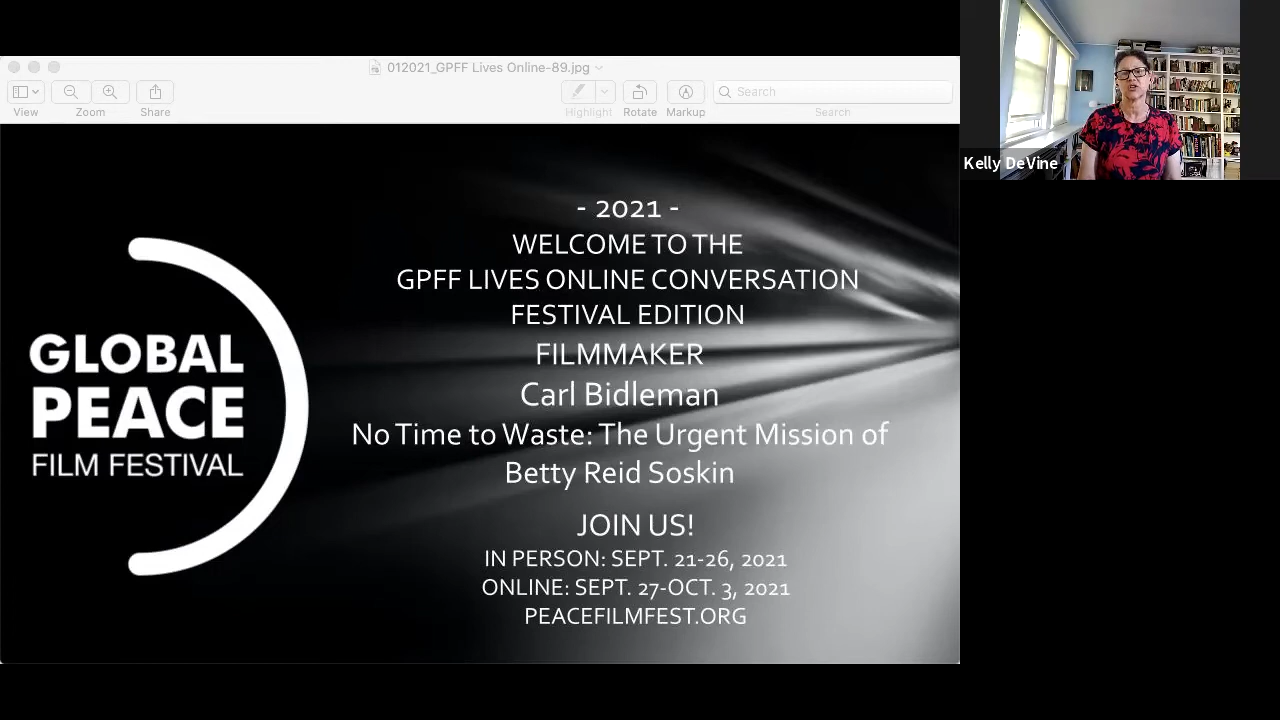 012021_GPFF Lives Online-89.jpg
View
Zoom
Share
Highlight
Rotate
Markup
Search
Search
Kelly DeVine
GLOBAL
PEACE
FILM FESTIVAL
- 2021 -
WELCOME TO THE
GPFF LIVES ONLINE CONVERSATION
FESTIVAL EDITION
FILMMAKER
Carl Bidleman
No Time to Waste: The Urgent Mission of
Betty Reid Soskin
JOIN US!
IN PERSON: SEPT. 21-26, 2021
ONLINE: SEPT. 27-OCT. 3, 2021
PEACEFILMFEST.ORG